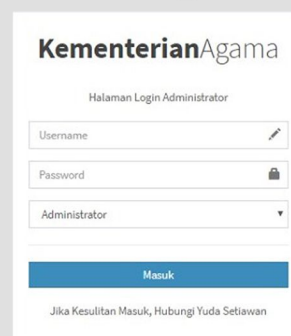 KementerianAgama
Halaman Login Administrator
Username
Password
Administrator
Masuk
Jika Kesulitan Masuk, Hubungi Yuda Setiawan